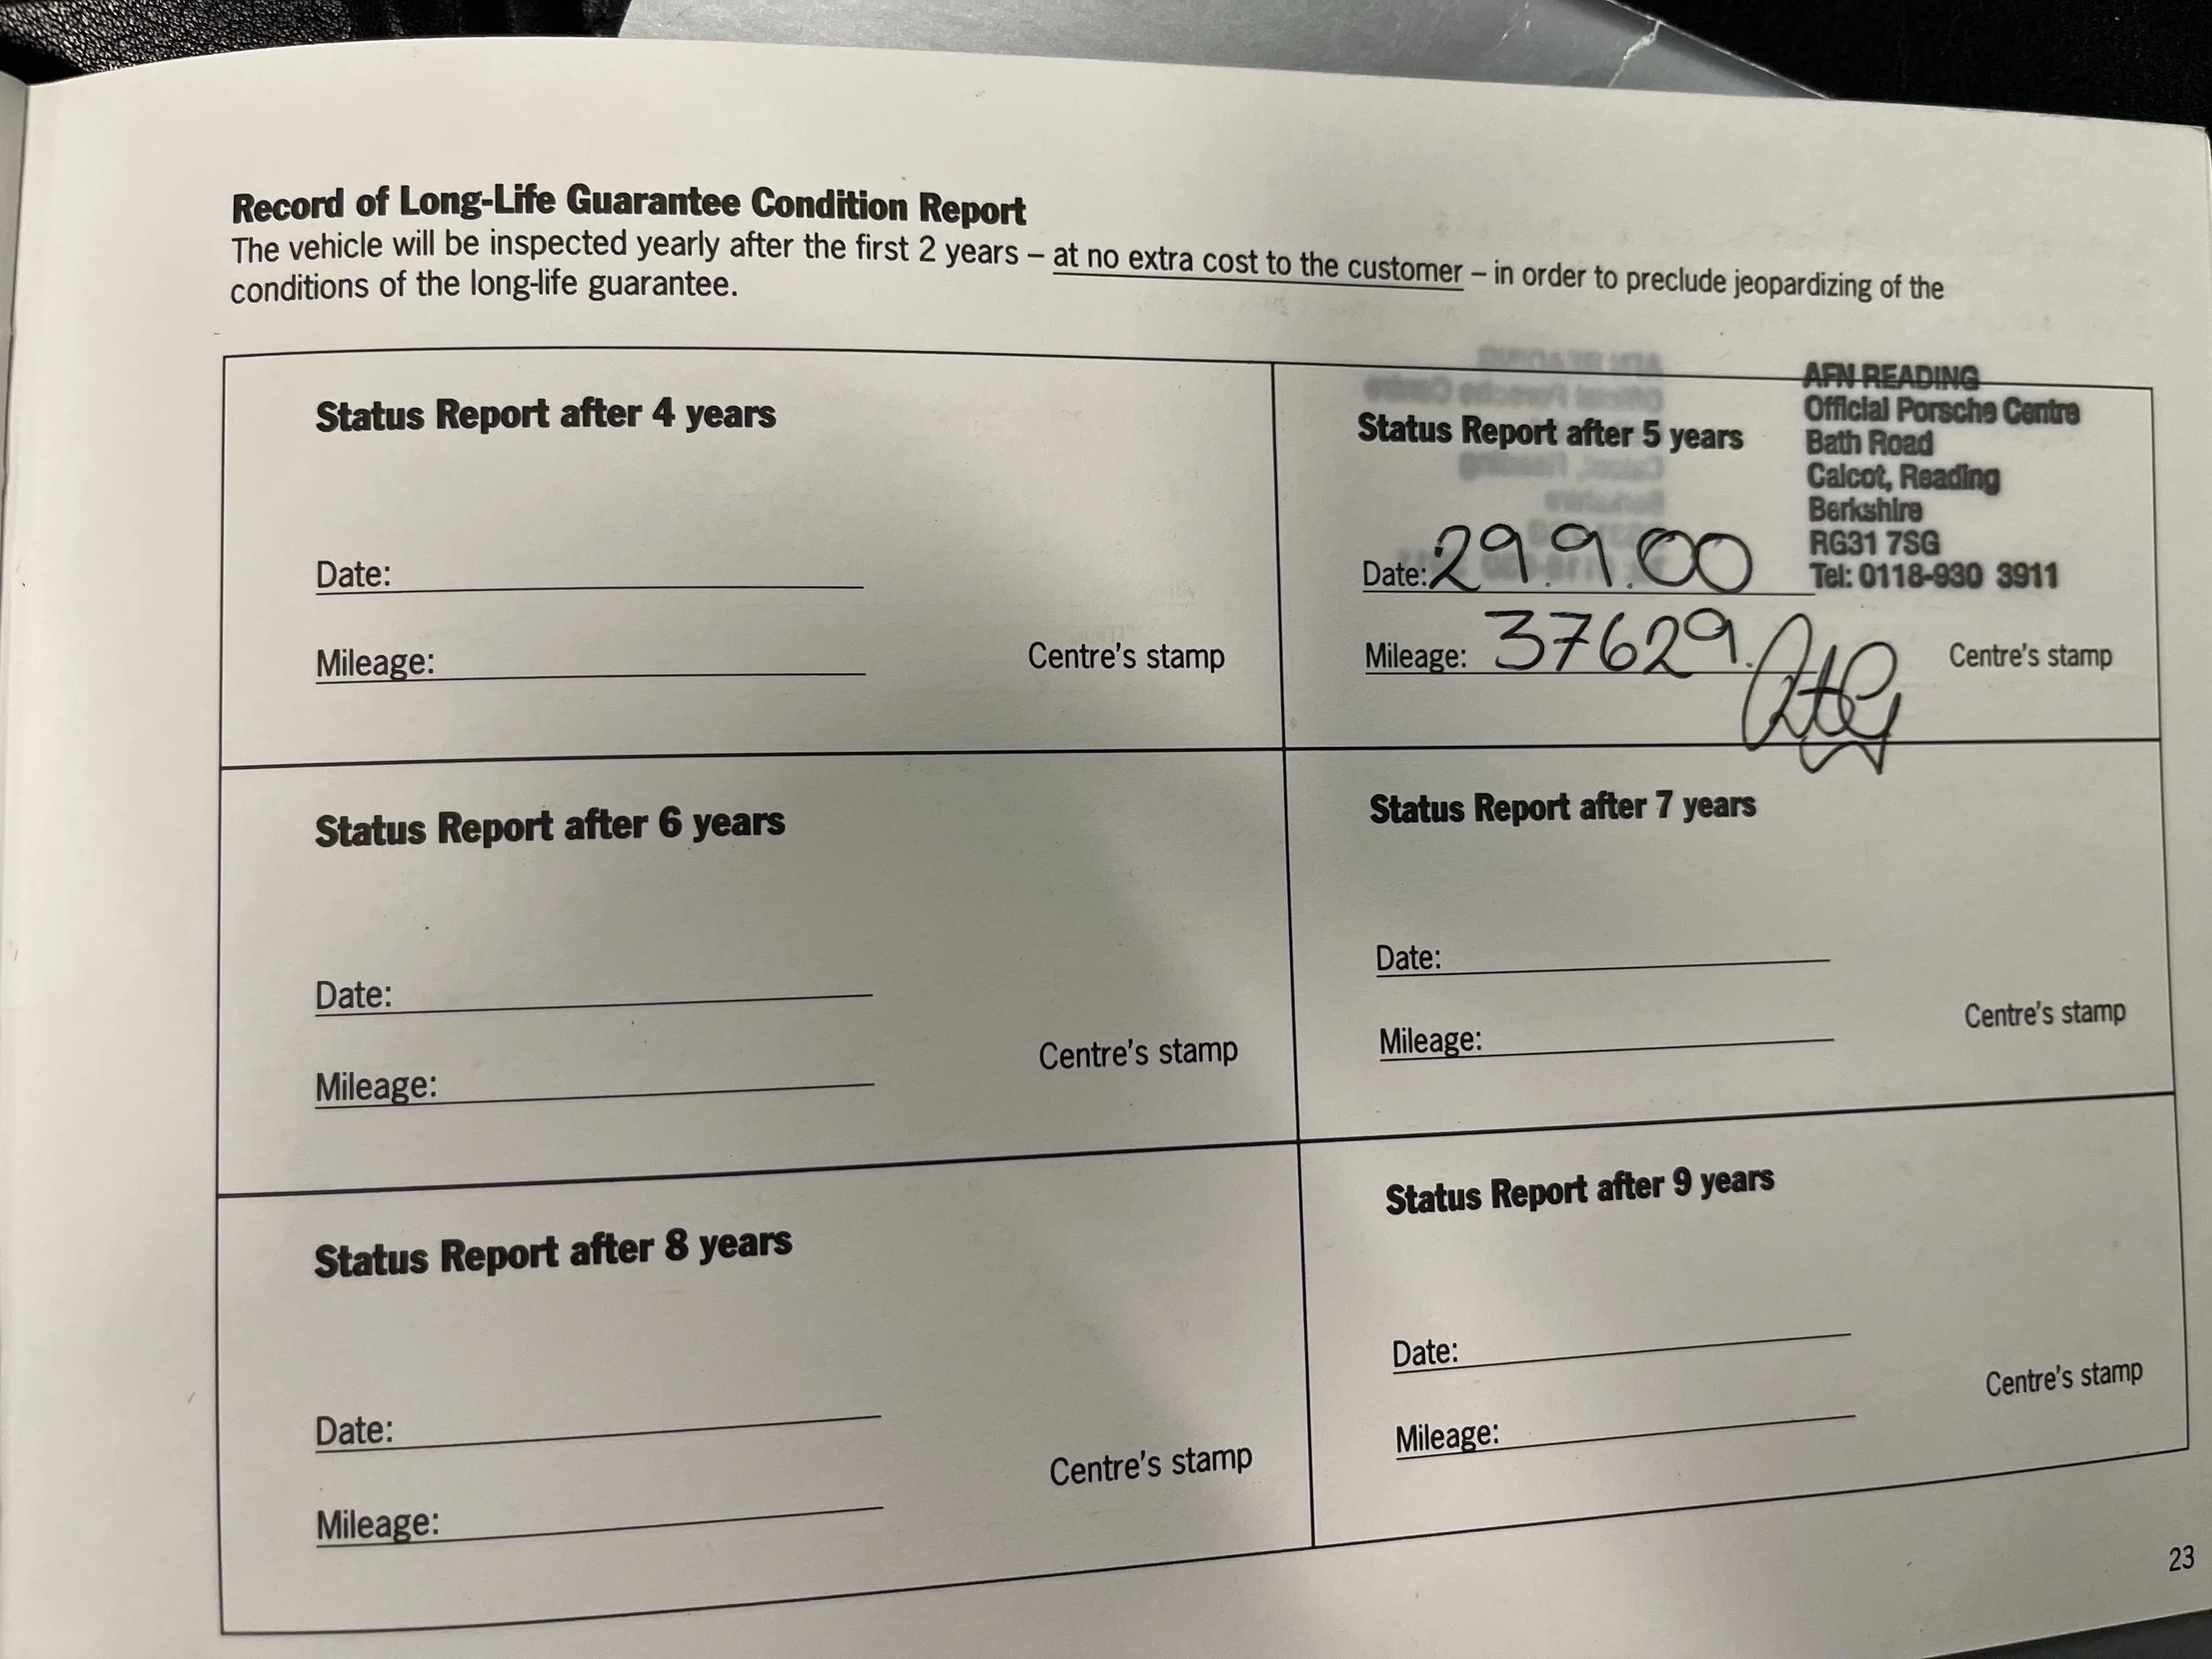 Record of Long-Life Guarantee Condition Report
The vehicle will be inspected yearly after the first 2 years – at no extra cost to the customer – in order to preclude jeopardizing of the
conditions of the long-life guarantee.
Status Report after 4 years
Date:
Mileage:
Centre's stamp
Status Report after 5 years
AFN READING
Official Porsche Centre
Bath Road
Calcot, Reading
Berkshire
RG31 7SG
Tel: 0118-930 3911
Date: 29.9.00
Mileage: 37629.
Centre's stamp
Status Report after 6 years
Date:
Mileage:
Centre's stamp
Status Report after 7 years
Date:
Mileage:
Centre's stamp
Status Report after 8 years
Date:
Mileage:
Centre's stamp
Status Report after 9 years
Date:
Mileage:
Centre's stamp
23